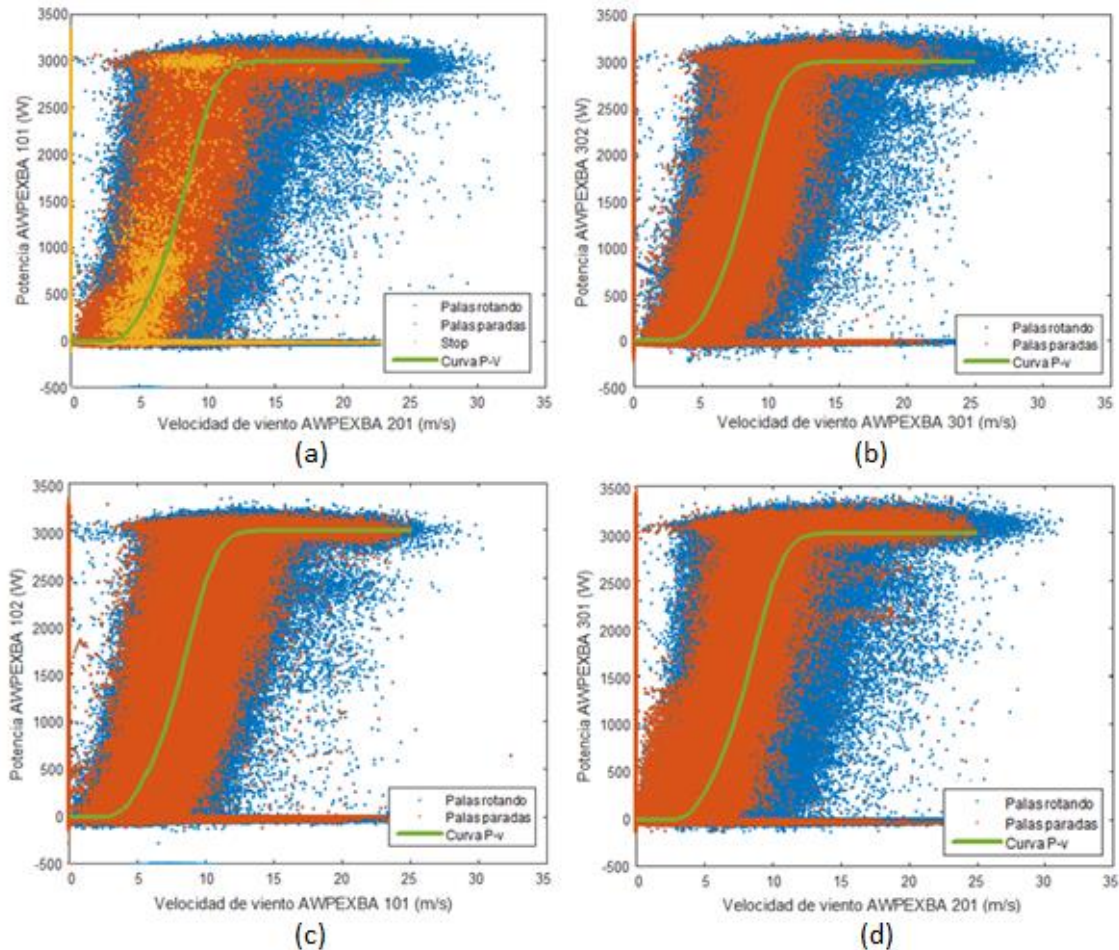 3500
3000
2500
2000
1500
1000
500
0
-500
Potencia AWPEXBA 101 (W)
Palas rotando
Palas paradas
Stop
Curva P-V
0 5 10 15 20 25 30 35
Velocidad de viento AWPEXBA 201 (m/s)
(a)
3500
3000
2500
2000
1500
1000
500
0
-500
Potencia AWPEXBA 302 (W)
Palas rotando
Palas paradas
Curva P-V
0 5 10 15 20 25 30 35
Velocidad de viento AWPEXBA 301 (m/s)
(b)
3500
3000
2500
2000
1500
1000
500
0
-500
Potencia AWPEXBA 102 (W)
Palas rotando
Palas paradas
Curva P-v
0 5 10 15 20 25 30 35
Velocidad de viento AWPEXBA 101 (m/s)
(c)
3500
3000
2500
2000
1500
1000
500
0
-500
Potencia AWPEXBA 301 (W)
Palas rotando
Palas paradas
Curva P-v
0 5 10 15 20 25 30 35
Velocidad de viento AWPEXBA 201 (m/s)
(d)